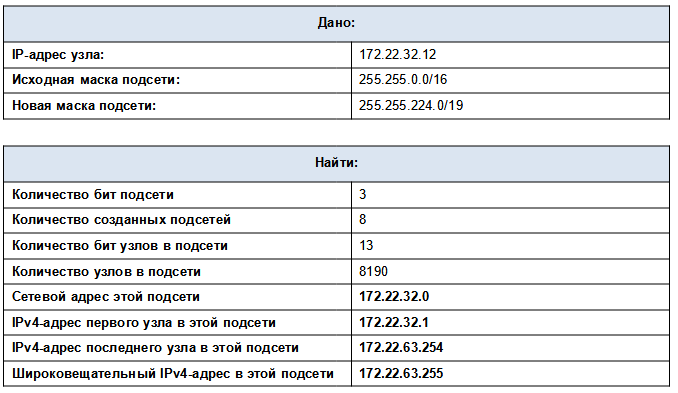 Дано:
IP-адрес узла: 172.22.32.12
Исходная маска подсети: 255.255.0.0/16
Новая маска подсети: 255.255.224.0/19
Найти:
Количество бит подсети 3
Количество созданных подсетей 8
Количество бит узлов в подсети 13
Количество узлов в подсети 8190
Сетевой адрес этой подсети 172.22.32.0
IPv4-адрес первого узла в этой подсети 172.22.32.1
IPv4-адрес последнего узла в этой подсети 172.22.63.254
Широковещательный IPv4-адрес в этой подсети 172.22.63.255